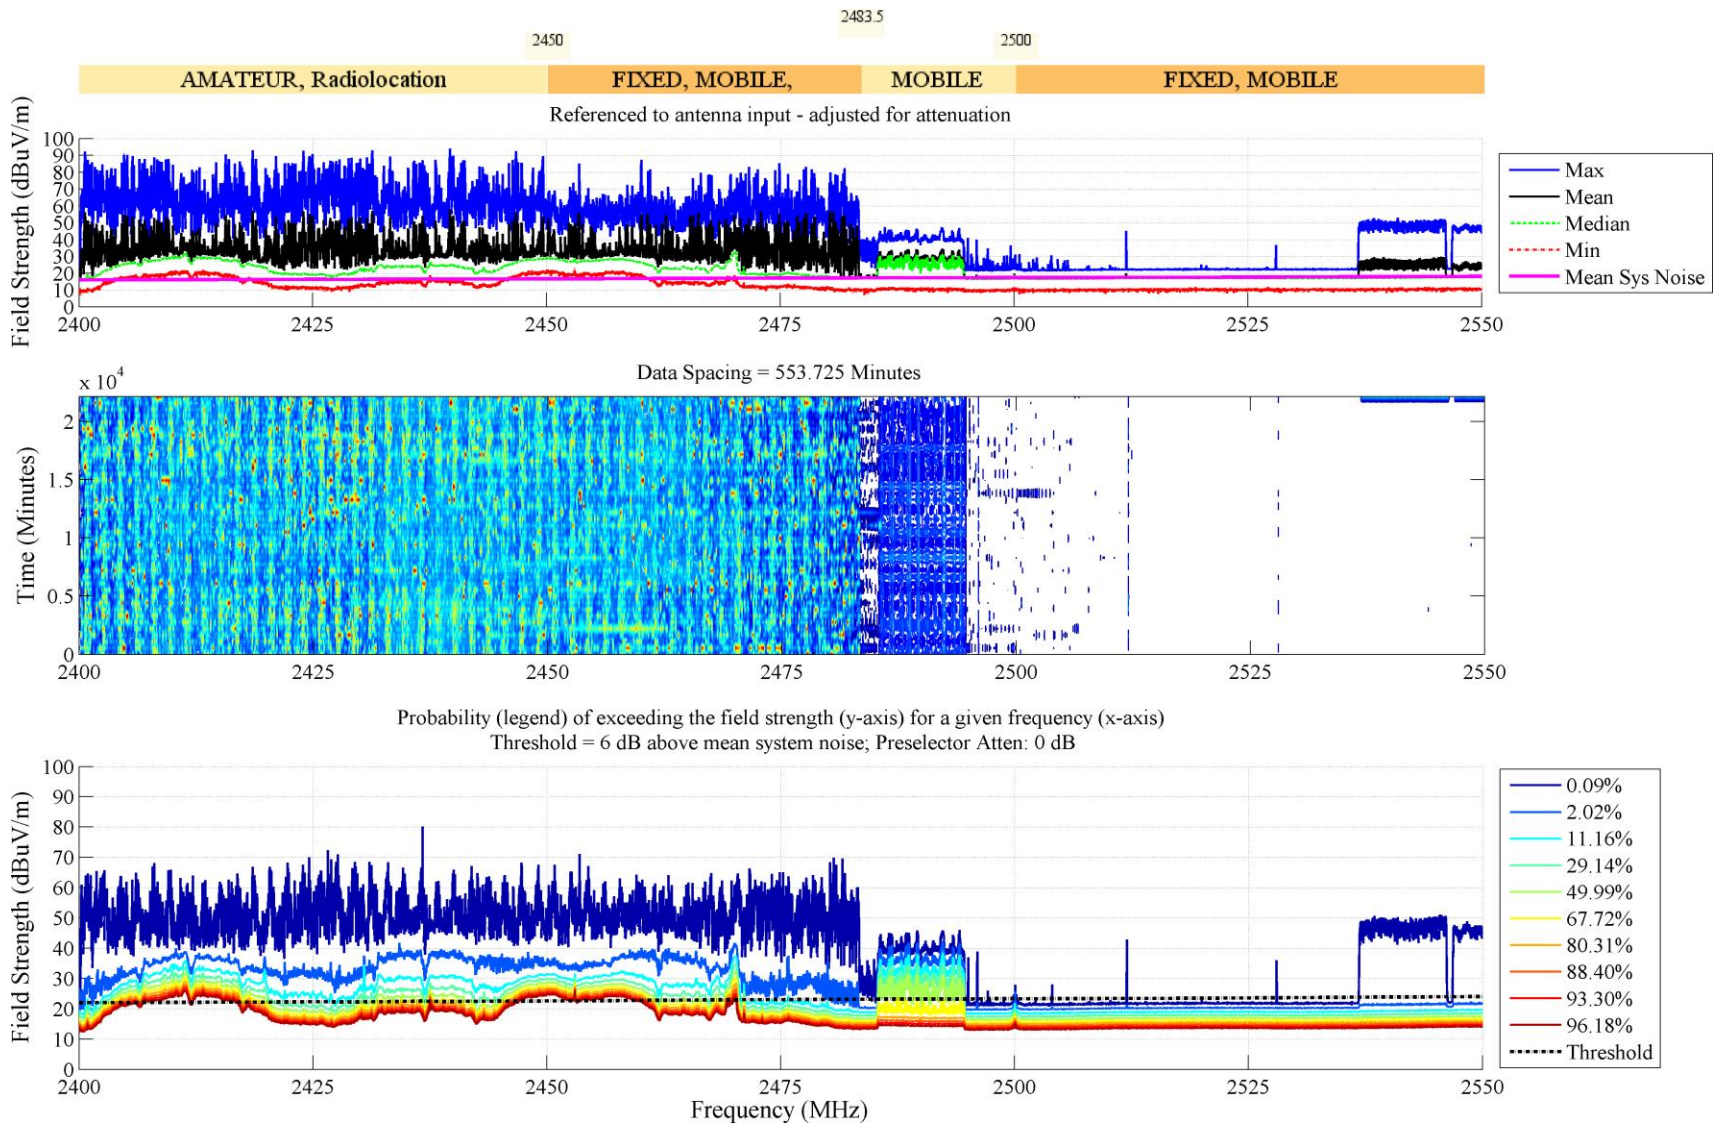 2483.5
2450 2500
AMATEUR, Radiolocation FIXED, MOBILE, MOBILE FIXED, MOBILE
Referenced to antenna input - adjusted for attenuation
Field Strength (dBuV/m)
100
90
80
70
60
50
40
30
20
10
0
2400 2425 2450 2475 2500 2525 2550
Max
Mean
Median
Min
Mean Sys Noise
Data Spacing = 553.725 Minutes
x 10^4
Time (Minutes)
2
1.5
1
0.5
0
2400 2425 2450 2475 2500 2525 2550
Probability (legend) of exceeding the field strength (y-axis) for a given frequency (x-axis)
Threshold = 6 dB above mean system noise; Preselector Atten: 0 dB
Field Strength (dBuV/m)
100
90
80
70
60
50
40
30
20
10
0
2400 2425 2450 2475 2500 2525 2550
Frequency (MHz)
0.09%
2.02%
11.16%
29.14%
49.99%
67.72%
80.31%
88.40%
93.30%
96.18%
Threshold